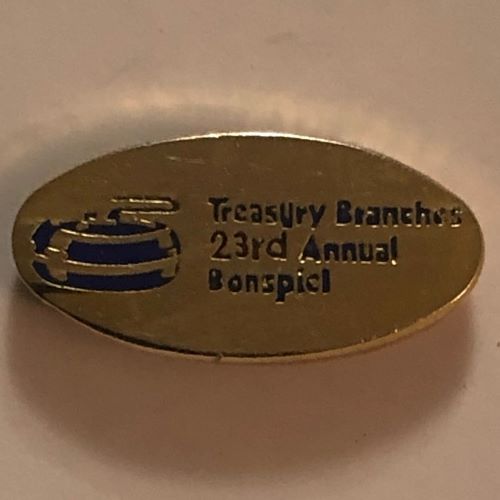 Treasury Branches
23rd Annual
Bonspiel